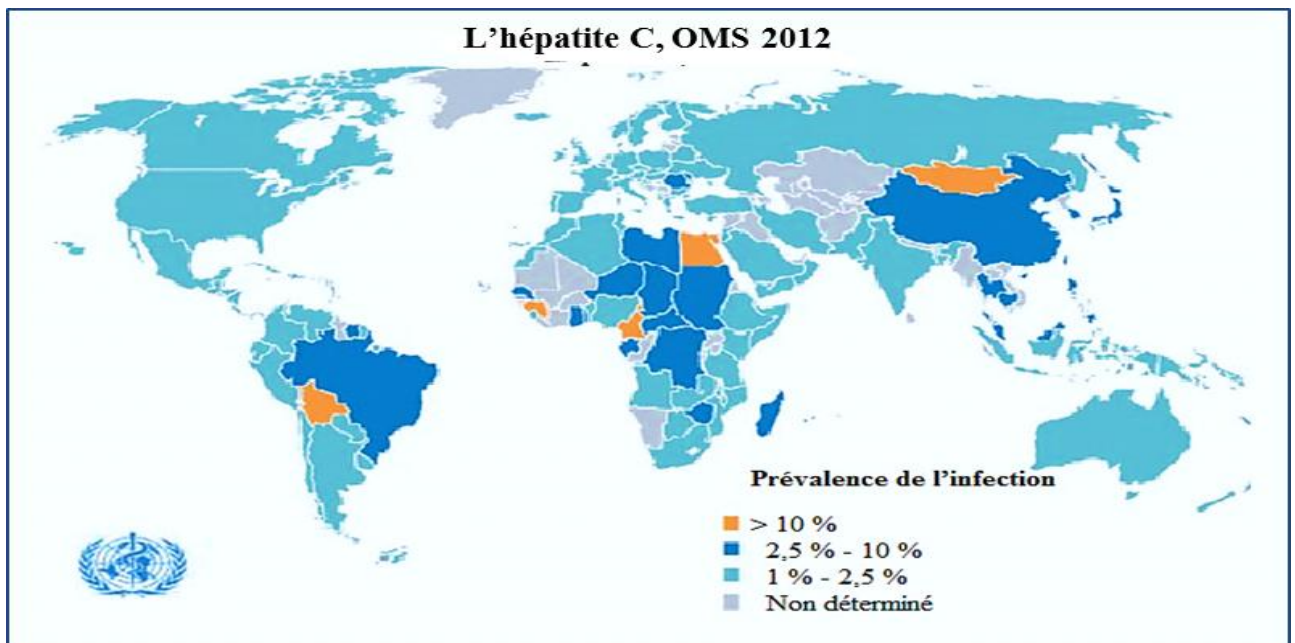 L'hépatite C, OMS 2012
Prévalence de l'infection
> 10 %
2,5 % - 10 %
1 % - 2,5 %
Non déterminé